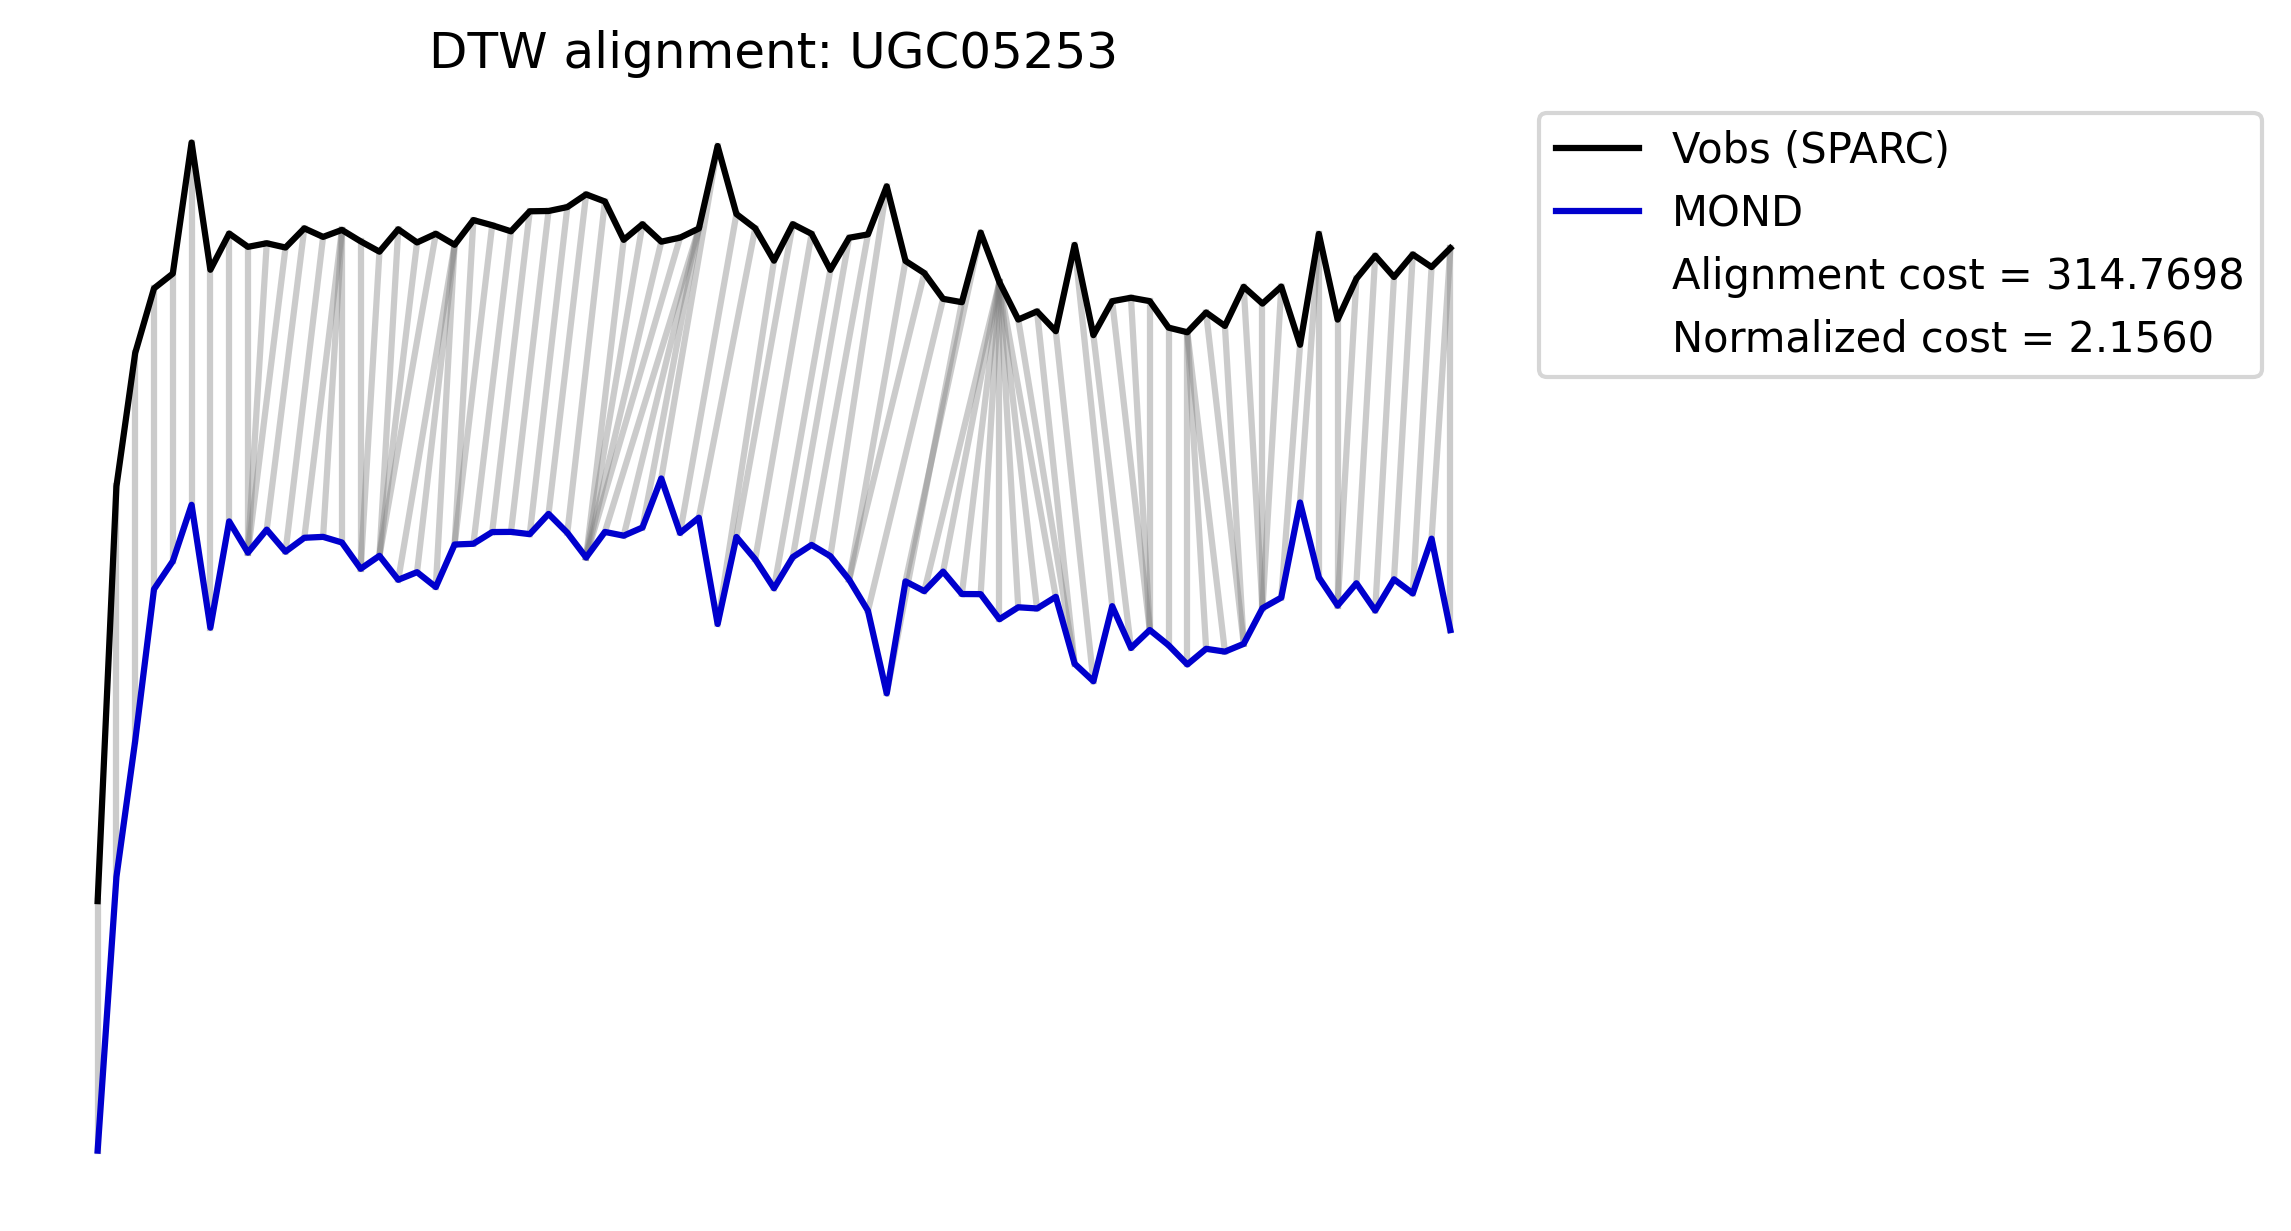 DTW alignment: UGC05253
Vobs (SPARC)
MOND
Alignment cost = 314.7698
Normalized cost = 2.1560